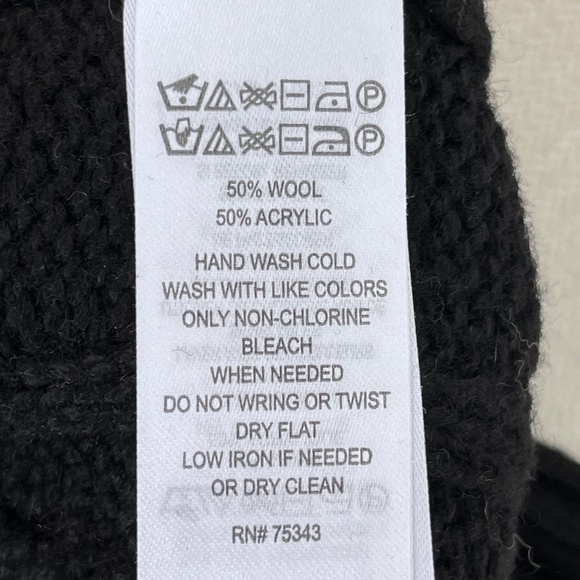 50% WOOL
50% ACRYLIC
HAND WASH COLD
WASH WITH LIKE COLORS
ONLY NON-CHLORINE
BLEACH
WHEN NEEDED
DO NOT WRING OR TWIST
DRY FLAT
LOW IRON IF NEEDED
OR DRY CLEAN
RN# 75343